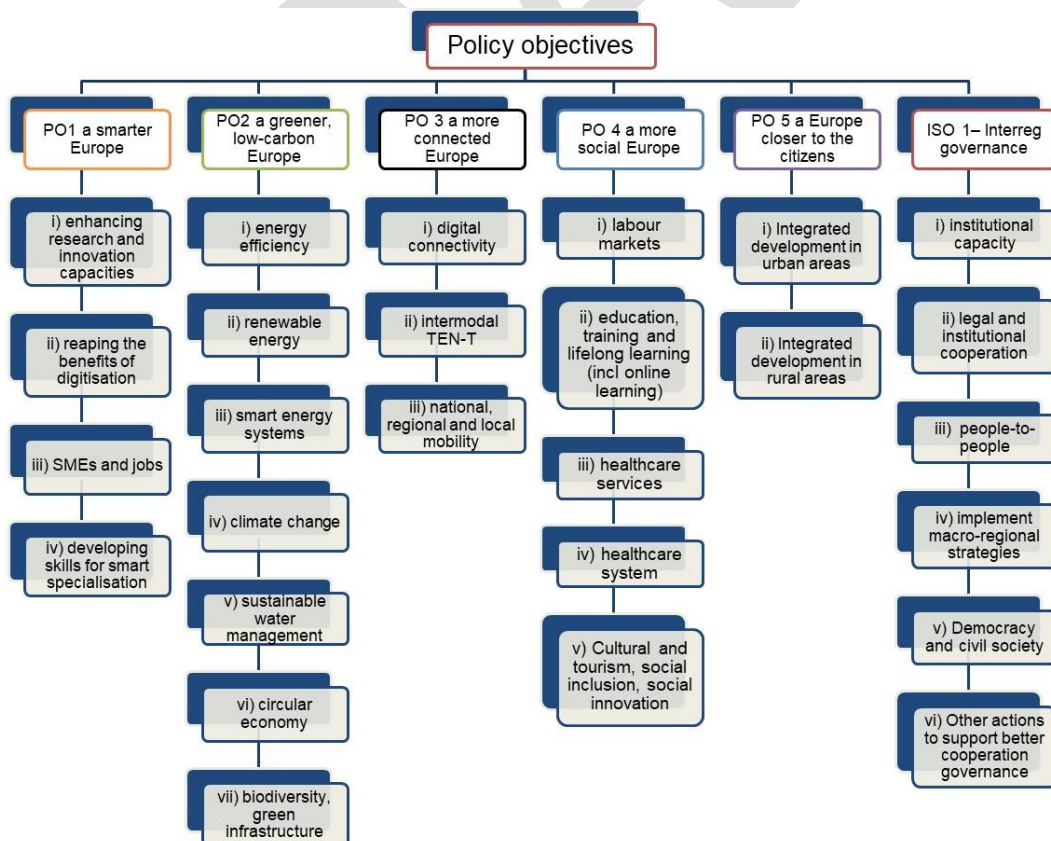 Policy objectives
PO1 a smarter
Europe
i) enhancing
research and
innovation
capacities
ii) reaping the
benefits of
digitisation
iii) SMEs and jobs
iv) developing
skills for smart
specialisation
PO2 a greener,
low-carbon
Europe
i) energy
efficiency
ii) renewable
energy
iii) smart energy
systems
iv) climate change
v) sustainable
water
management
vi) circular
economy
vii) biodiversity,
green
infrastructure
PO 3 a more
connected
Europe
i) digital
connectivity
ii) intermodal
TEN-T
iii) national,
regional and local
mobility
PO 4 a more
social Europe
i) labour
markets
ii) education,
training and
lifelong learning
(incl online
learning)
iii) healthcare
services
iv) healthcare
system
v) Cultural and
tourism, social
inclusion, social
innovation
PO 5 a Europe
closer to the
citizens
i) Integrated
development in
urban areas
ii) Integrated
development in
rural areas
ISO 1– Interreg
governance
i) institutional
capacity
ii) legal and
institutional
cooperation
iii) people-to-
people
iv) implement
macro-regional
strategies
v) Democracy
and civil society
vi) Other actions
to support better
cooperation
governance